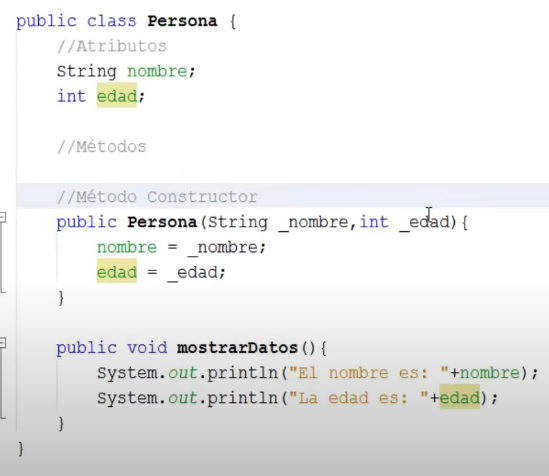 public class Persona {
//Atributos
String nombre;
int edad;
//Métodos
//Método Constructor
public Persona(String _nombre,int _edad){
nombre = _nombre;
edad = _edad;
}
public void mostrarDatos(){
System.out.println("El nombre es: "+nombre);
System.out.println("La edad es: "+edad);
}
}